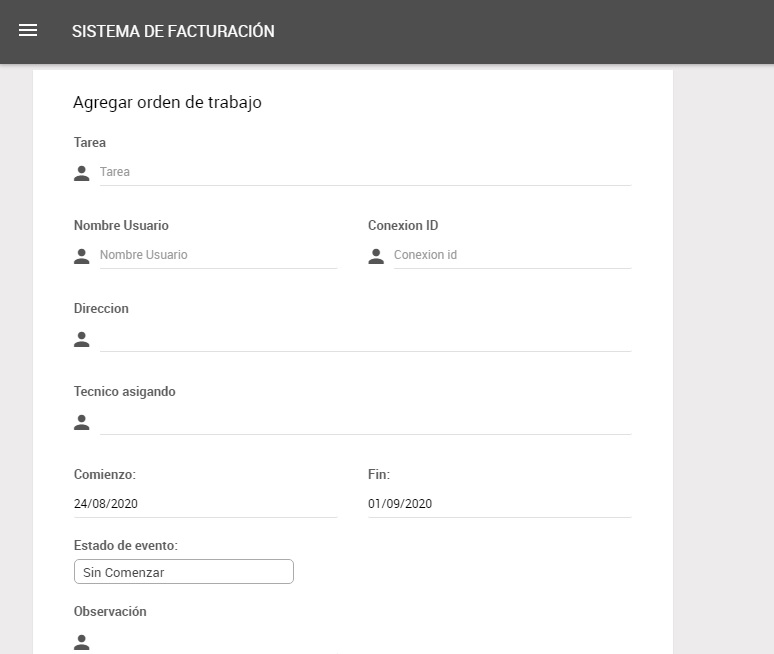 SISTEMA DE FACTURACIÓN
Agregar orden de trabajo
Tarea
Tarea
Nombre Usuario
Conexion ID
Nombre Usuario
Conexion id
Direccion
Tecnico asigando
Comienzo:
Fin:
24/08/2020
01/09/2020
Estado de evento:
Sin Comenzar
Observación